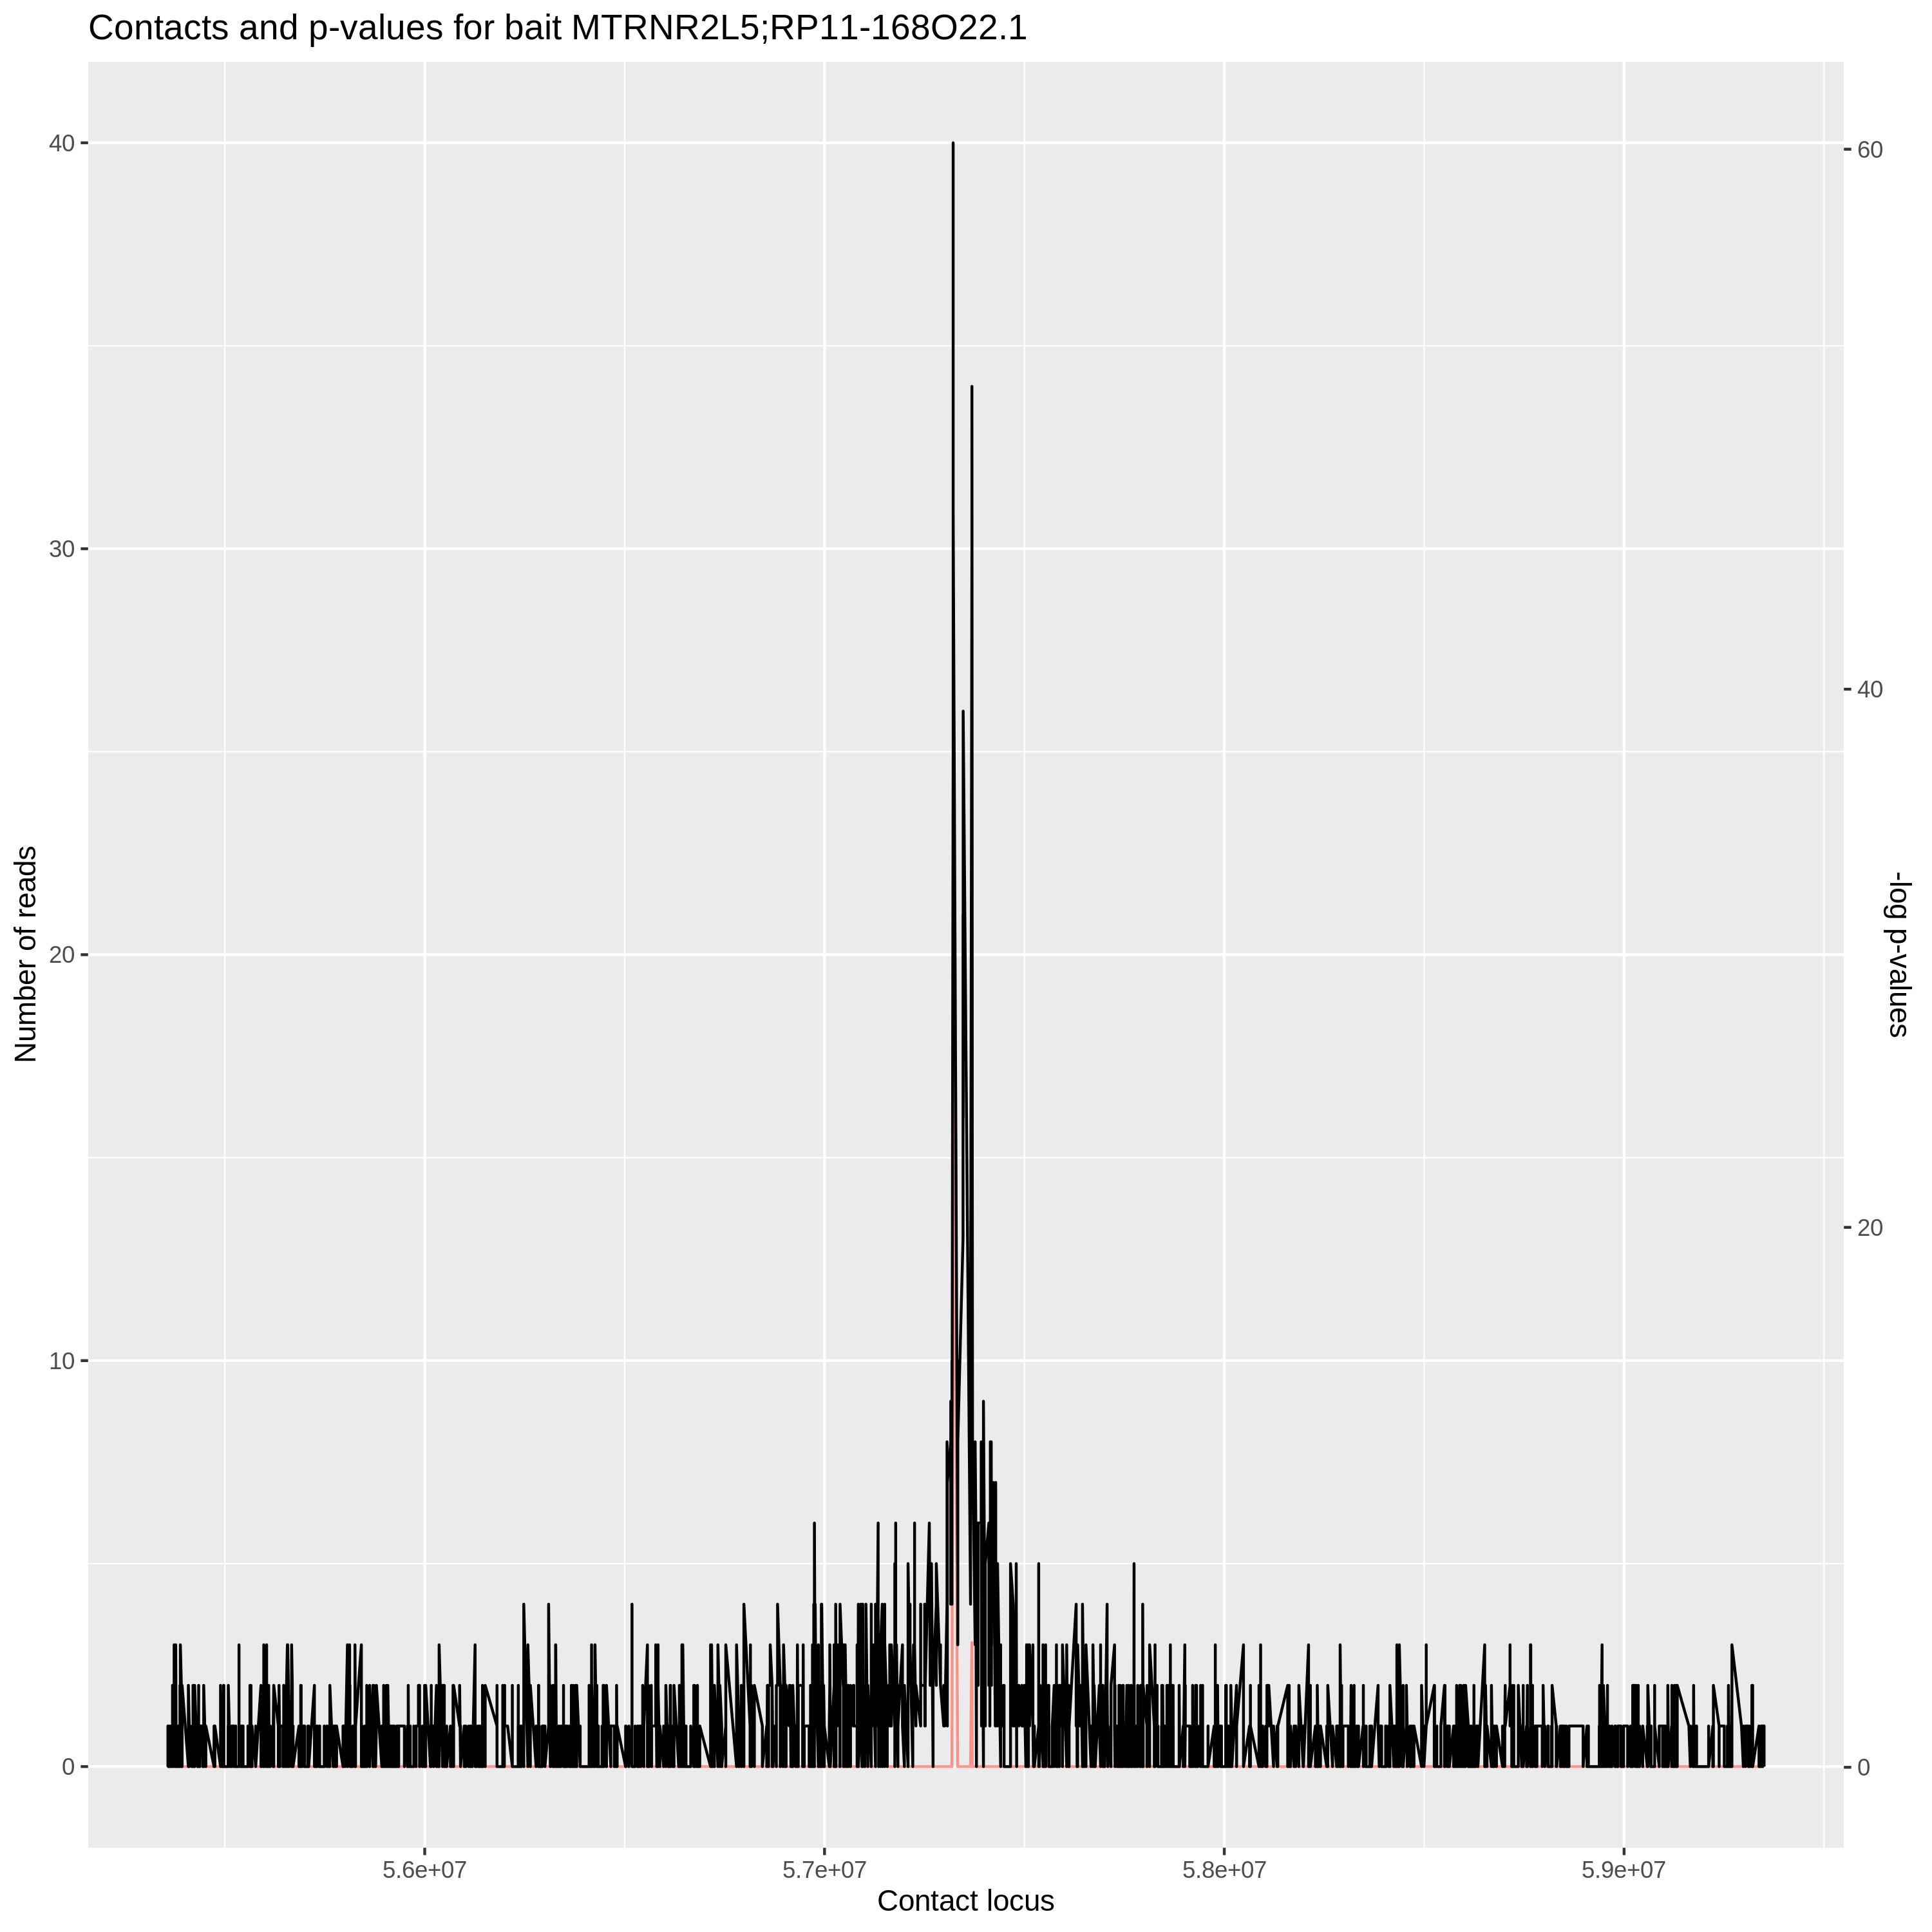 Contacts and p-values for bait MTRNR2L5;RP11-168O22.1
40
30
20
10
0
Number of reads
60
40
20
0
-log p-values
5.6e+07
5.7e+07
5.8e+07
5.9e+07
Contact locus